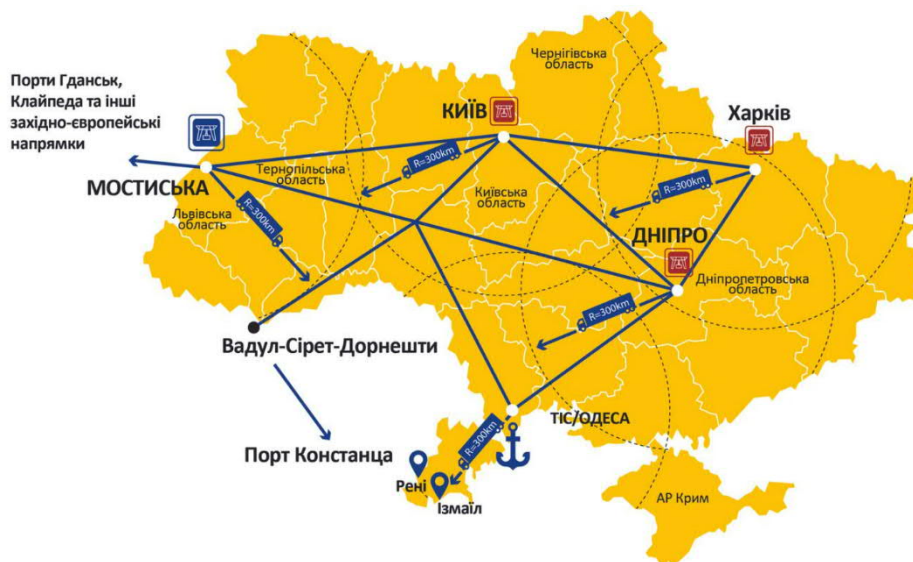 Чернігівська
область
Порти Гданськ,
Клайпеда та інші
західно-європейські
напрямки
КИЇВ
Харків
R=300km
Тернопільська
область
R=300km
МОСТИСЬКА
Київська
область
Львівська
область
R=300km
ДНІПРО
Дніпропетровська
область
R=300km
Вадул-Сірет-Дорнешти
ТІС/ОДЕСА
R=300km
Порт Констанца
Рені
Ізмаїл
АР Крим